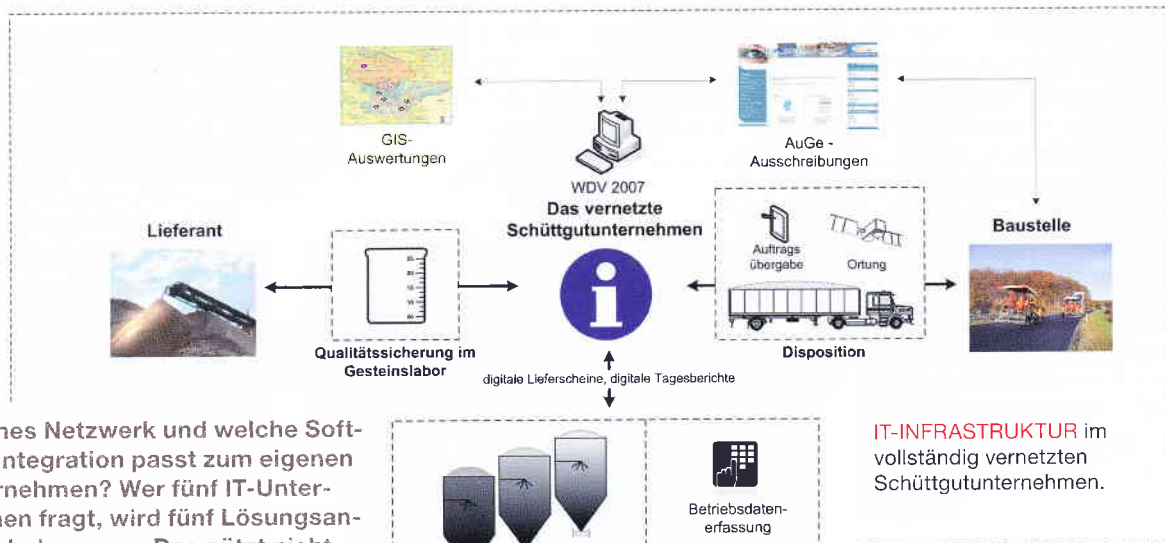 GIS-
Auswertungen
AuGe -
Ausschreibungen
WDV 2007
Das vernetzte
Schüttgutunternehmen
Lieferant
Auftrags
übergabe
Ortung
Baustelle
Qualitätssicherung im
Gesteinslabor
Disposition
digitale Lieferscheine, digitale Tagesberichte
nes Netzwerk und welche Soft-
ntegration passt zum eigenen
rnehmen? Wer fünf IT-Unter-
en fragt, wird fünf Lösungsan-
Betriebsdaten-
erfassung
IT-INFRASTRUKTUR im
vollständig vernetzten
Schüttgutunternehmen.